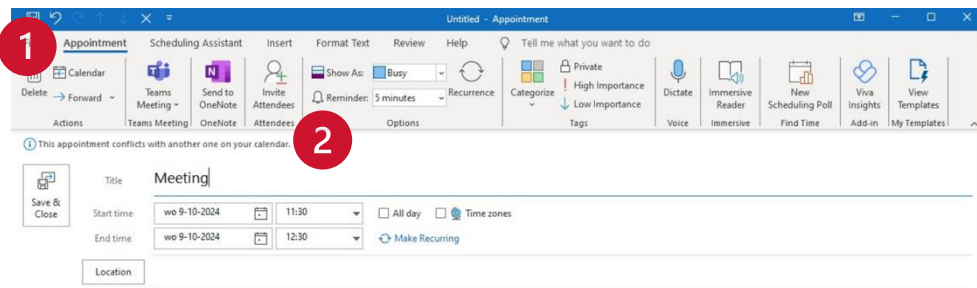 Untitled - Appointment
1
Appointment Scheduling Assistant Insert Format Text Review Help Tell me what you want to do
Delete
Calendar
Forward
Actions
Teams Meeting
Teams Meeting
N
Send to OneNote
OneNote
Invite Attendees
Attendees
Show As: Busy
Reminder: 5 minutes
Recurrence
Options
Categorize
Private
High Importance
Low Importance
Tags
Dictate
Voice
Immersive Reader
Immersive
New Scheduling Poll
Find Time
Viva Insights
Add-in
View Templates
My Templates
2
This appointment conflicts with another one on your calendar.
Save & Close
Title Meeting
Start time wo 9-10-2024 11:30 All day Time zones
End time wo 9-10-2024 12:30 Make Recurring
Location